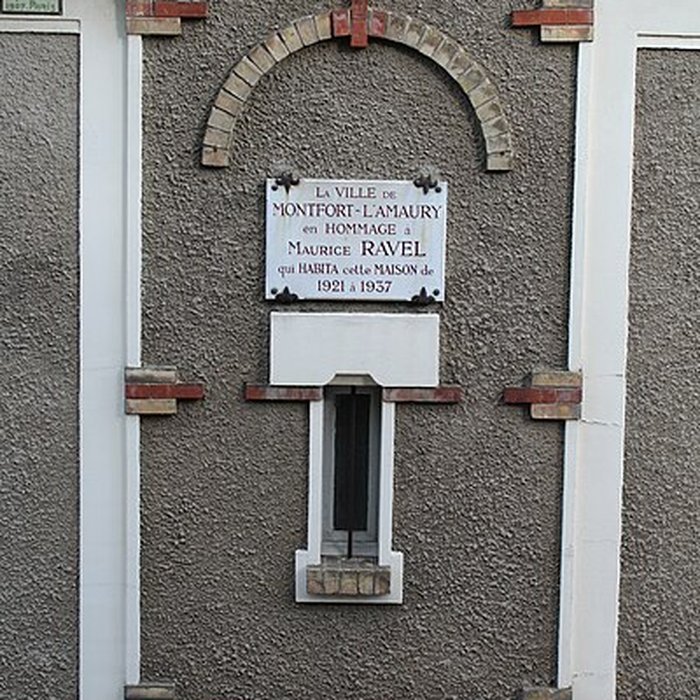 La VILLE de
MONTFORT-L'AMAURY
en HOMMAGE à
Maurice RAVEL
qui HABITA cette MAISON de
1921 à 1937